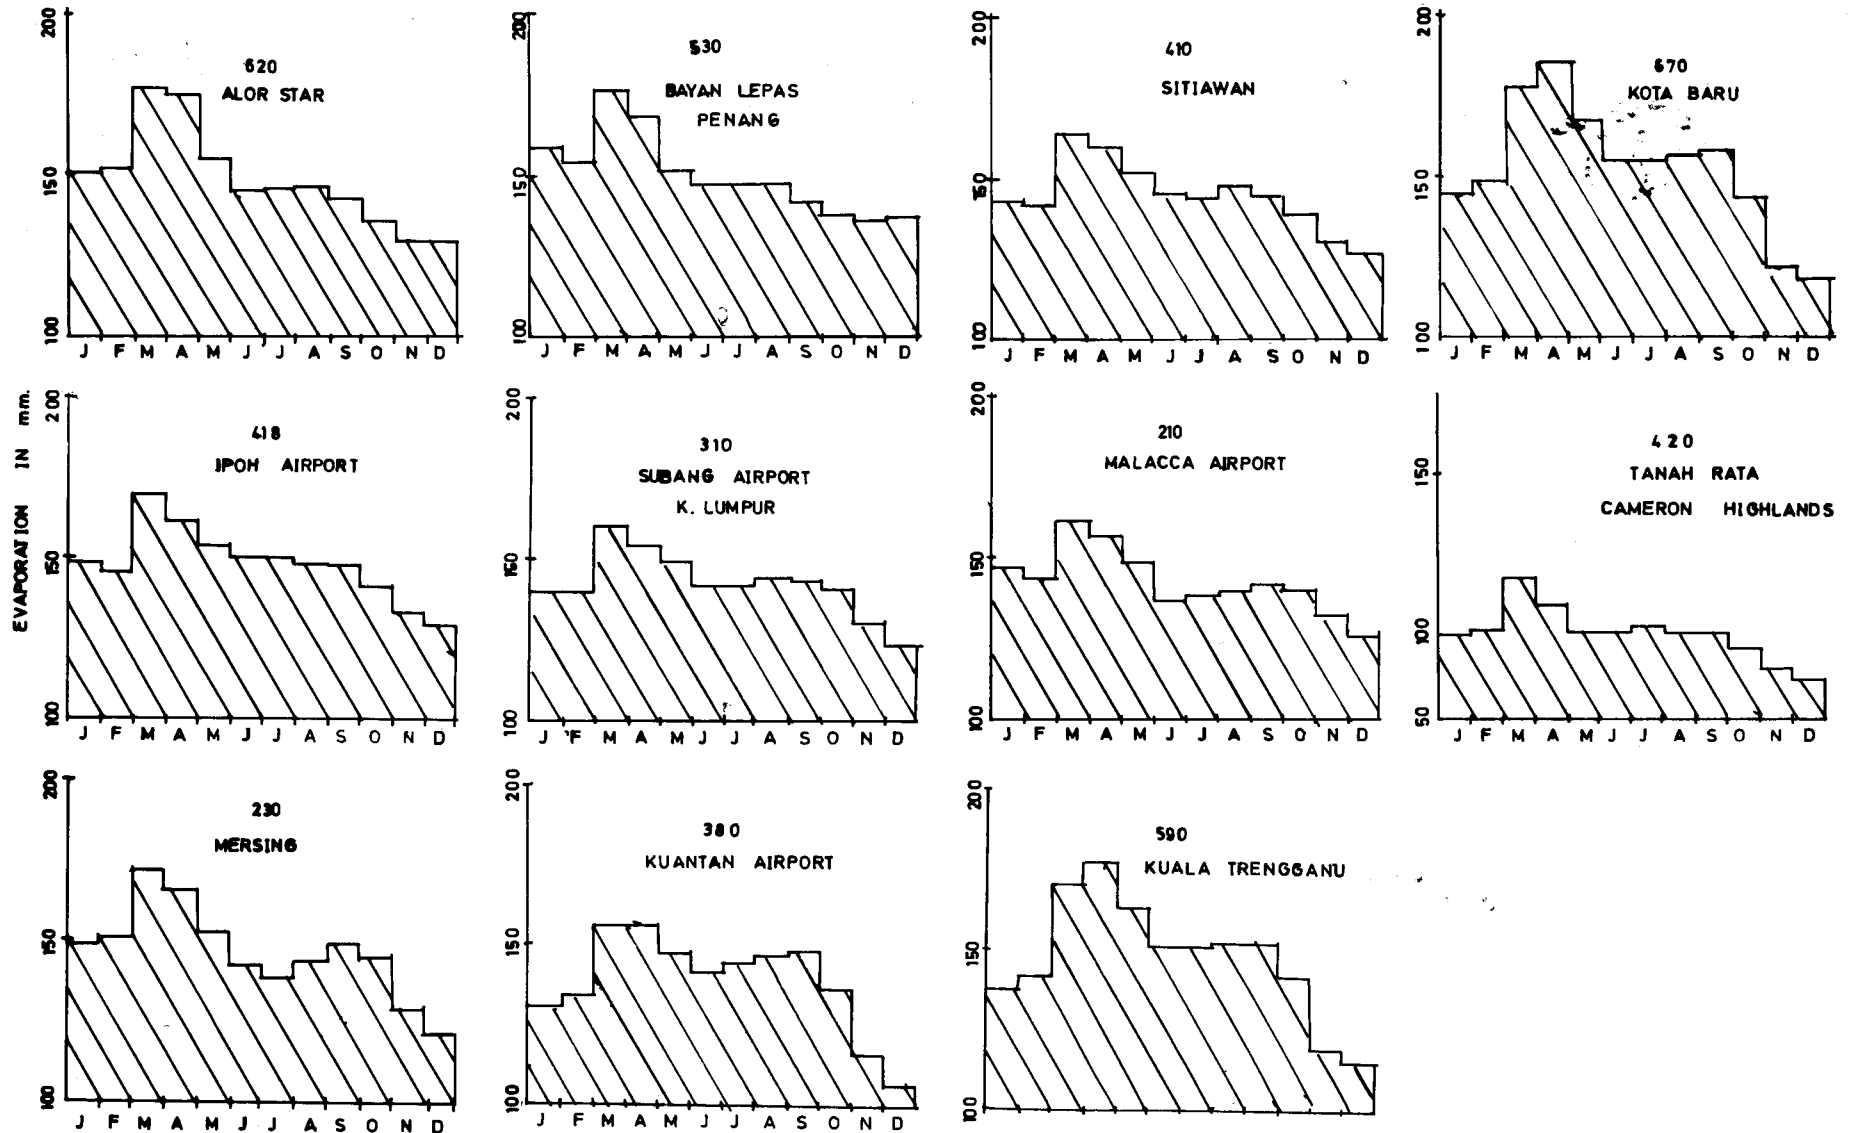 200
150
100
620
ALOR STAR
J F M A M J J A S O N D
200
150
100
530
BAYAN LEPAS
PENANG
J F M A M J J A S O N D
200
150
100
410
SITIAWAN
J F M A M J J A S O N D
200
150
100
670
KOTA BARU
J F M A M J J A S O N D
EVAPORATION IN mm.
200
150
100
418
IPOH AIRPORT
J F M A M J J A S O N D
200
150
100
310
SUBANG AIRPORT
K. LUMPUR
J F M A M J J A S O N D
200
150
100
210
MALACCA AIRPORT
J F M A M J J A S O N D
150
100
50
420
TANAH RATA
CAMERON HIGHLANDS
J F M A M J J A S O N D
200
150
100
230
MERSING
J F M A M J J A S O N D
200
150
100
380
KUANTAN AIRPORT
J F M A M J J A S O N D
200
150
100
590
KUALA TRENGGANU